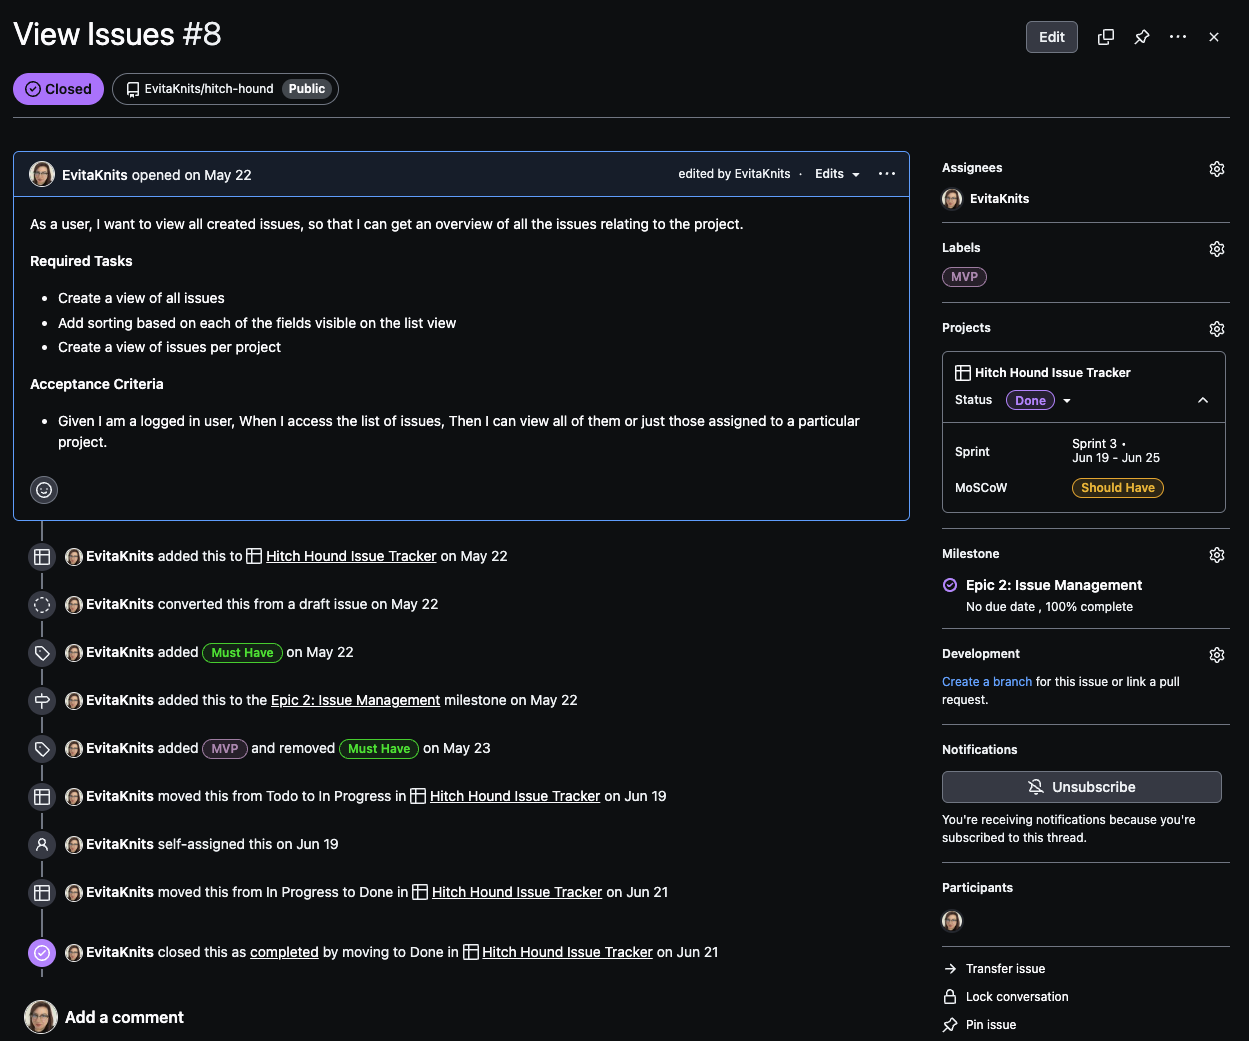 View Issues #8
Edit
Closed
EvitaKnits/hitch-hound Public
EvitaKnits opened on May 22
edited by EvitaKnits · Edits
As a user, I want to view all created issues, so that I can get an overview of all the issues relating to the project.
Required Tasks
• Create a view of all issues
• Add sorting based on each of the fields visible on the list view
• Create a view of issues per project
Acceptance Criteria
• Given I am a logged in user, When I access the list of issues, Then I can view all of them or just those assigned to a particular
project.
EvitaKnits added this to Hitch Hound Issue Tracker on May 22
EvitaKnits converted this from a draft issue on May 22
EvitaKnits added Must Have on May 22
EvitaKnits added this to the Epic 2: Issue Management milestone on May 22
EvitaKnits added MVP and removed Must Have on May 23
EvitaKnits moved this from Todo to In Progress in Hitch Hound Issue Tracker on Jun 19
EvitaKnits self-assigned this on Jun 19
EvitaKnits moved this from In Progress to Done in Hitch Hound Issue Tracker on Jun 21
EvitaKnits closed this as completed by moving to Done in Hitch Hound Issue Tracker on Jun 21
Add a comment
Assignees
EvitaKnits
Labels
MVP
Projects
Hitch Hound Issue Tracker
Status Done
Sprint
Sprint 3 •
Jun 19 - Jun 25
MoSCoW Should Have
Milestone
Epic 2: Issue Management
No due date , 100% complete
Development
Create a branch for this issue or link a pull
request.
Notifications
Unsubscribe
You're receiving notifications because you're
subscribed to this thread.
Participants
Transfer issue
Lock conversation
Pin issue